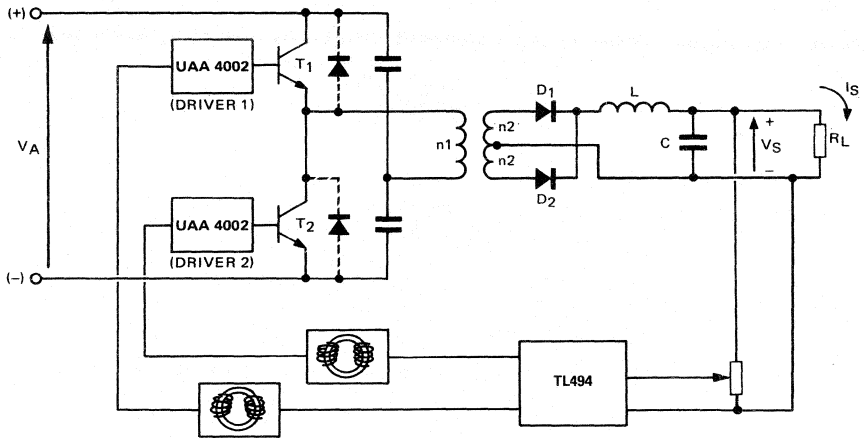 (+)
UAA 4002
(DRIVER 1)
T1
VA
n1
n2
n2
D1
D2
L
C
+
VS
−
IS
RL
UAA 4002
(DRIVER 2)
T2
(−)
TL494